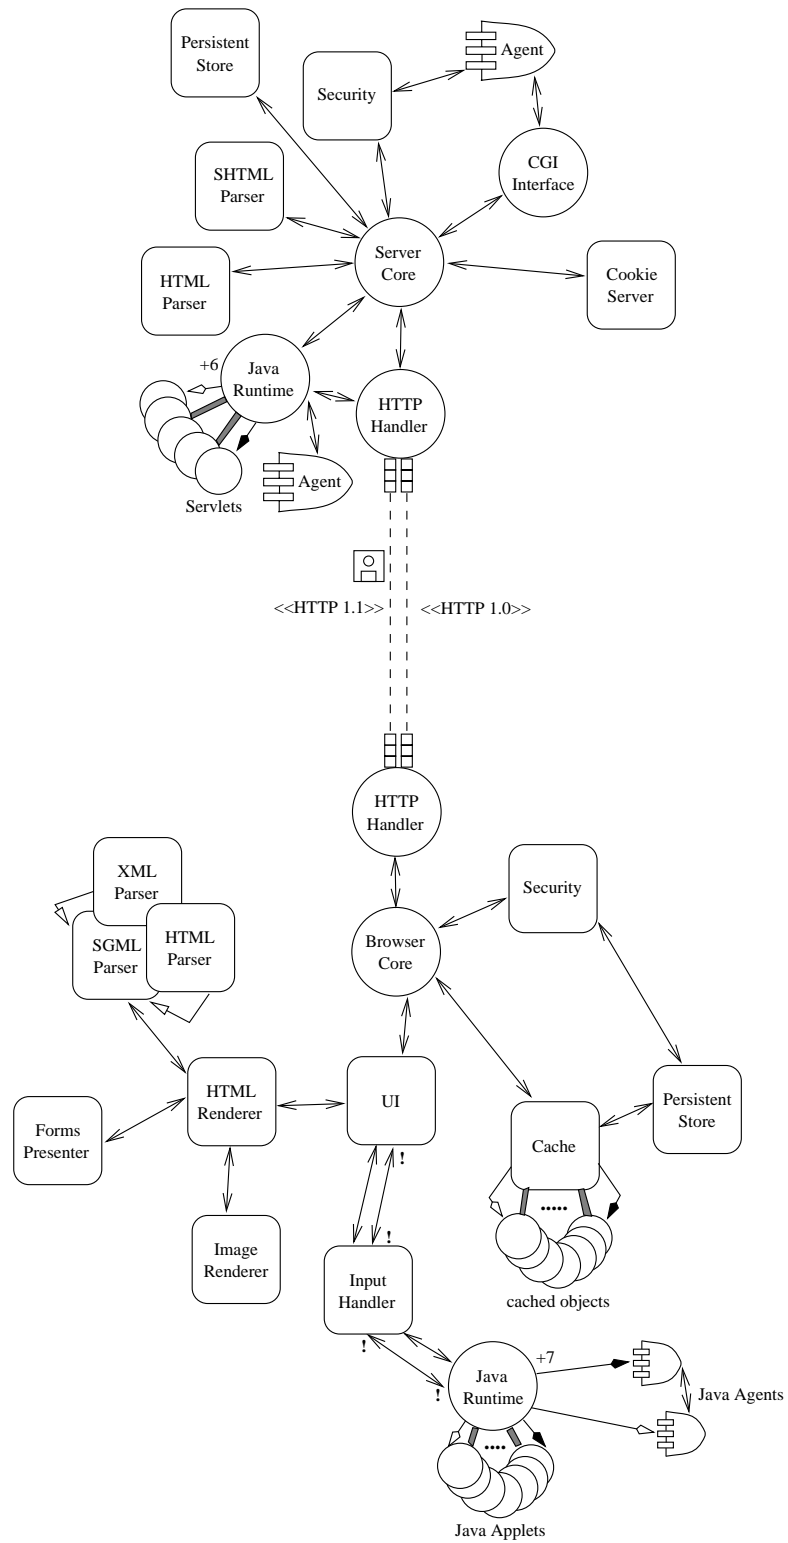 Persistent
Store
Agent
Security
CGI
Interface
SHTML
Parser
Server
Core
HTML
Parser
Cookie
Server
+6
Java
Runtime
HTTP
Handler
Agent
Servlets
<<HTTP 1.1>>
<<HTTP 1.0>>
HTTP
Handler
XML
Parser
Security
SGML
Parser
HTML
Parser
Browser
Core
HTML
Renderer
UI
Persistent
Store
Forms
Presenter
Cache
!
.....
!
Image
Renderer
Input
Handler
cached objects
!
!
Java
Runtime
+7
Java Agents
....
Java Applets